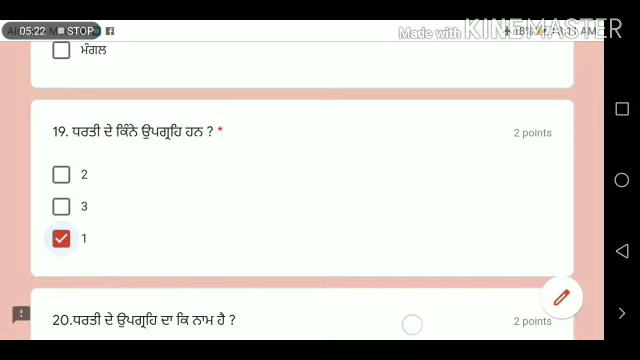 05:22 STOP
Made with KINEMASTER
18%
ਮੰਗਲ
19. ਧਰਤੀ ਦੇ ਕਿੰਨੇ ਉਪਗ੍ਰਹਿ ਹਨ ? *
2 points
2
3
1
20.ਧਰਤੀ ਦੇ ਉਪਗ੍ਰਹਿ ਦਾ ਕਿ ਨਾਮ ਹੈ ?
2 points